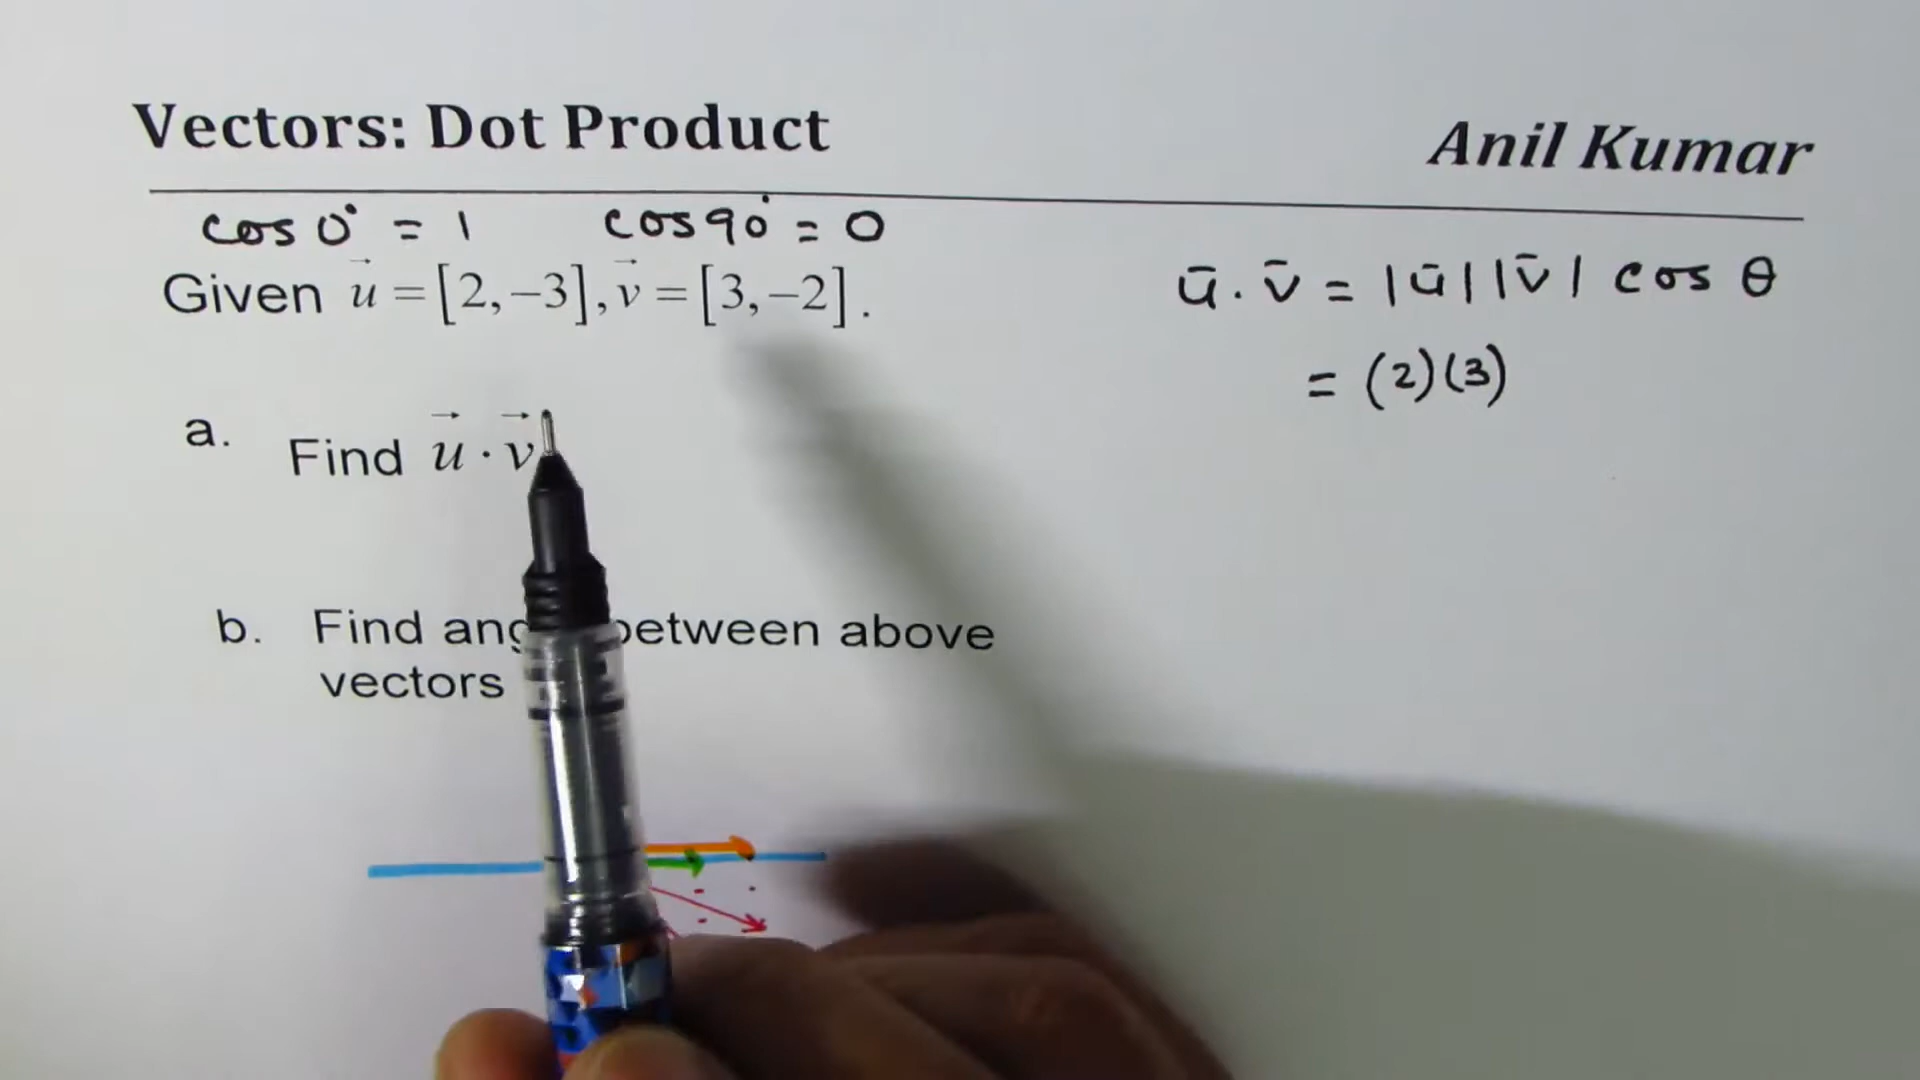 Vectors: Dot Product
Anil Kumar
cos 0° = 1 cos 90° = 0
Given u⃗ = [2, −3], v⃗ = [3, −2].
ū · v̄ = |ū| |v̄| cos θ
= (2)(3)
a. Find u⃗ · v⃗
b. Find between above
vectors